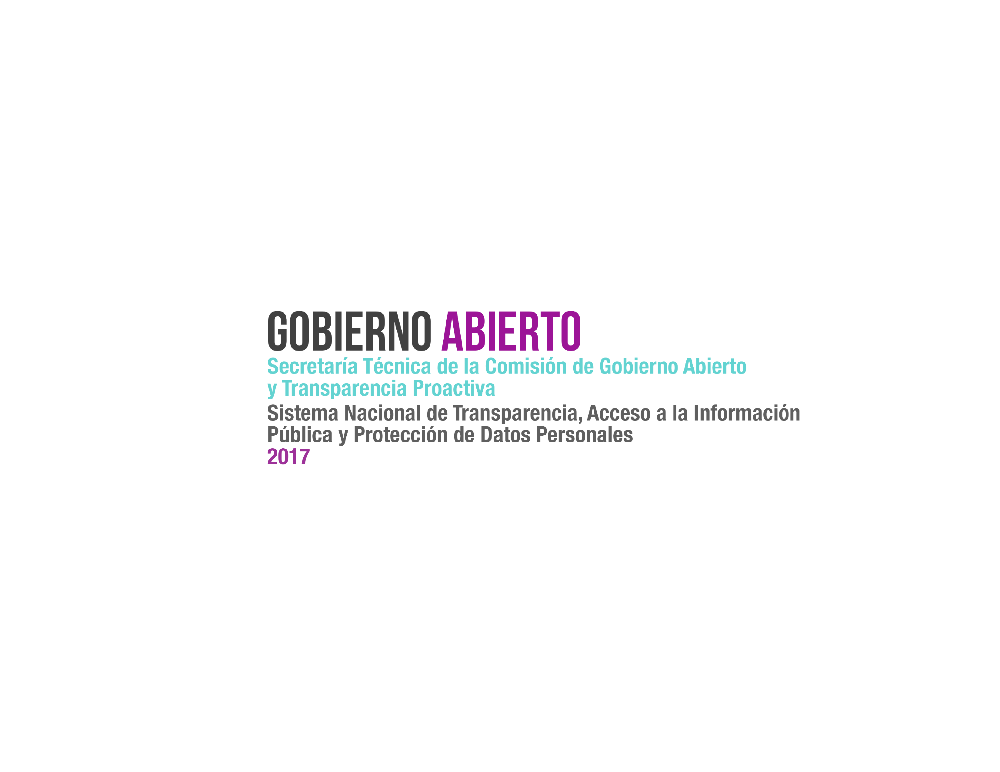 GOBIERNO ABIERTO
Secretaría Técnica de la Comisión de Gobierno Abierto
y Transparencia Proactiva
Sistema Nacional de Transparencia, Acceso a la Información
Pública y Protección de Datos Personales
2017